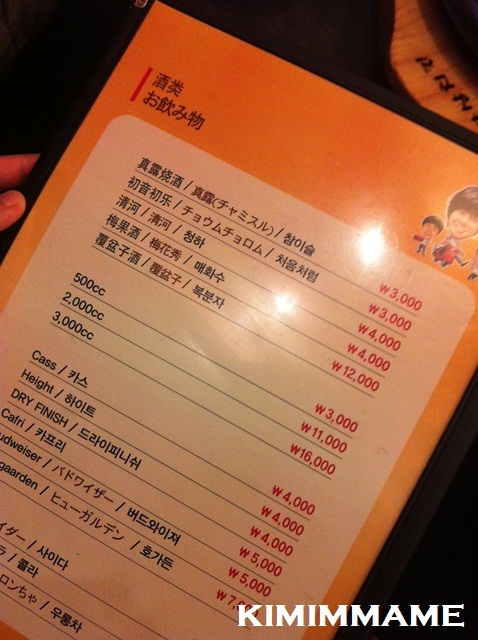 酒类
お飲み物
真露烧酒 / 真露(チャミスル) / 참이슬 ₩3,000
初音初乐 / チョウムチョロム / 처음처럼 ₩3,000
清河 / 清河 / 청하 ₩4,000
梅果酒 / 梅花秀 / 매화수 ₩4,000
覆盆子酒 / 覆盆子 / 복분자 ₩12,000
500cc ₩3,000
2,000cc ₩11,000
3,000cc ₩16,000
Cass / 카스 ₩4,000
Height / 하이트 ₩4,000
DRY FINISH / 드라이피니쉬 ₩4,000
Cafri / 카프리 ₩5,000
udweiser / バドワイザー / 버드와이져 ₩5,000
gaarden / ヒューガルデン / 호가든 ₩7,0
イダー / 사이다
ラ / 콜라
ロンちゃ / 우롱차
KIMIMMAME